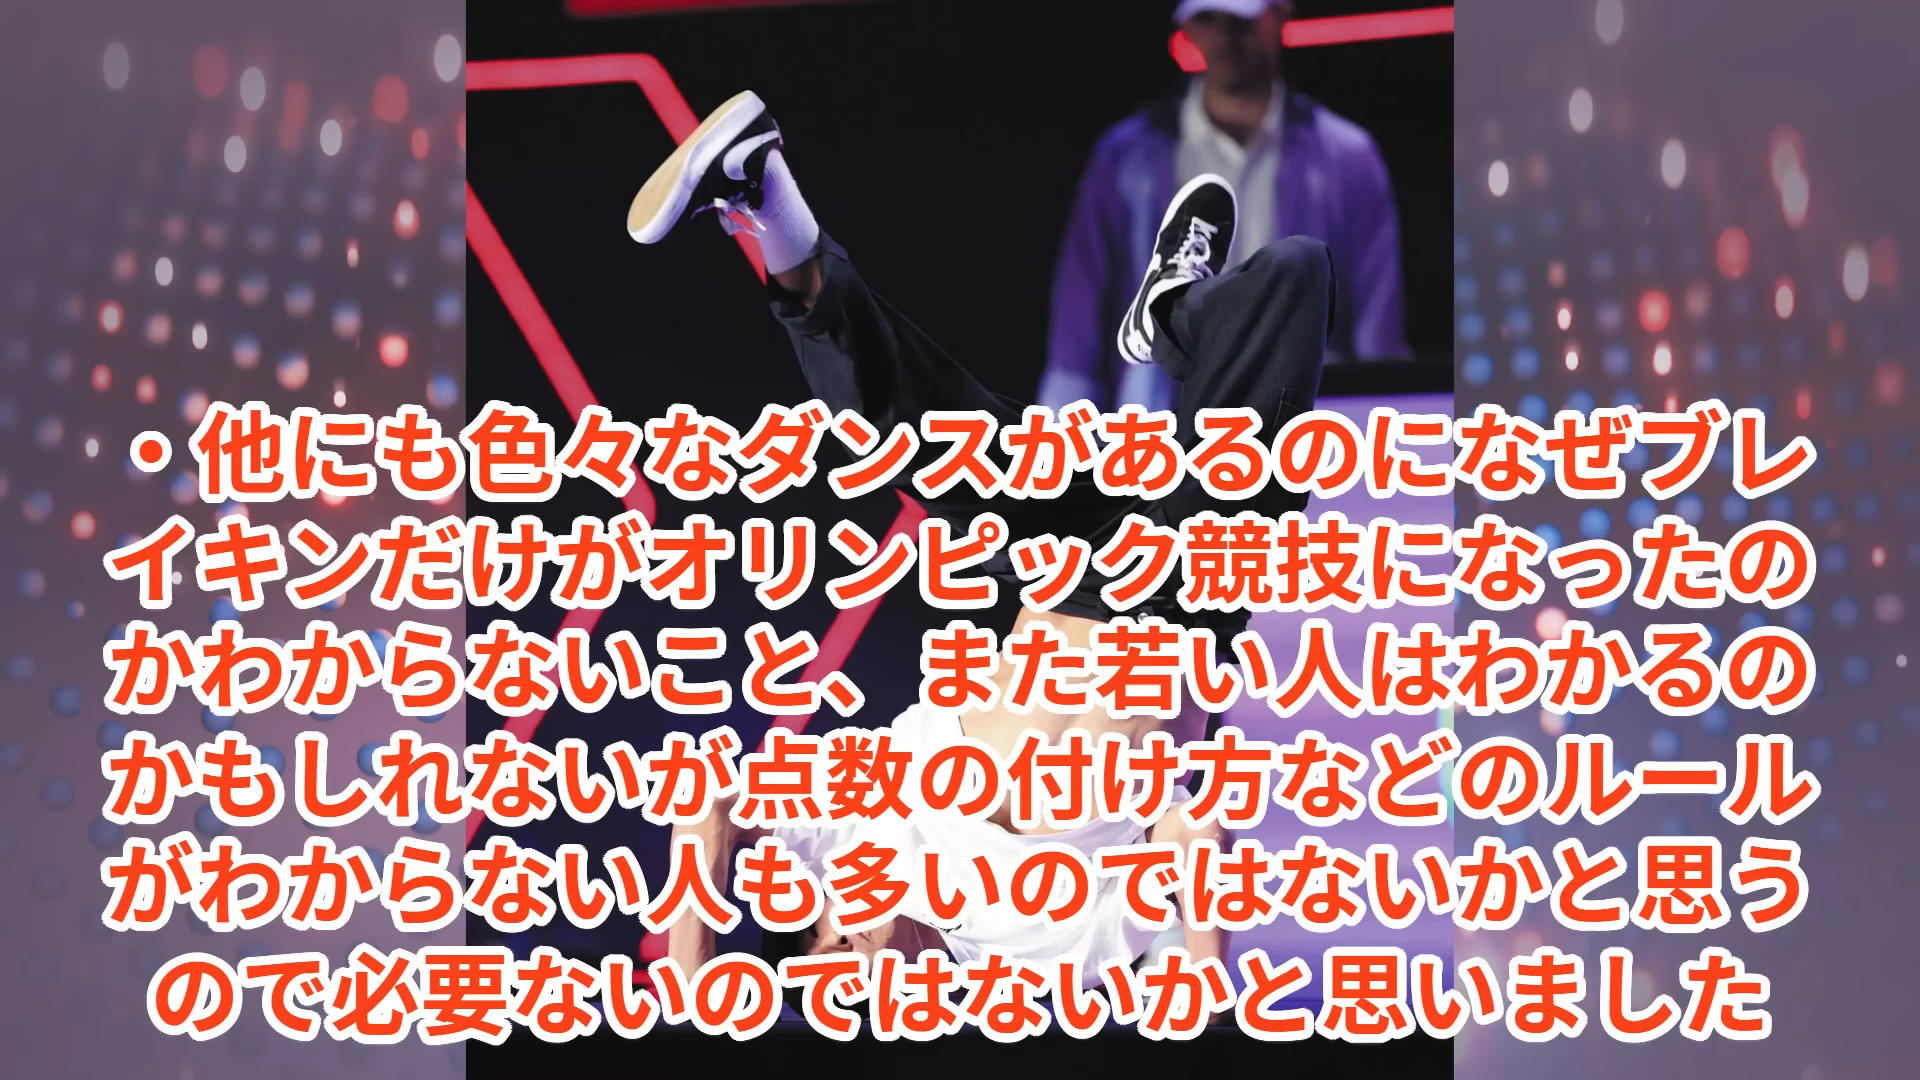 ・他にも色々なダンスがあるのになぜブレ
イキンだけがオリンピック競技になったの
かわからないこと、また若い人はわかるの
かもしれないが点数の付け方などのルール
がわからない人も多いのではないかと思う
ので必要ないのではないかと思いました